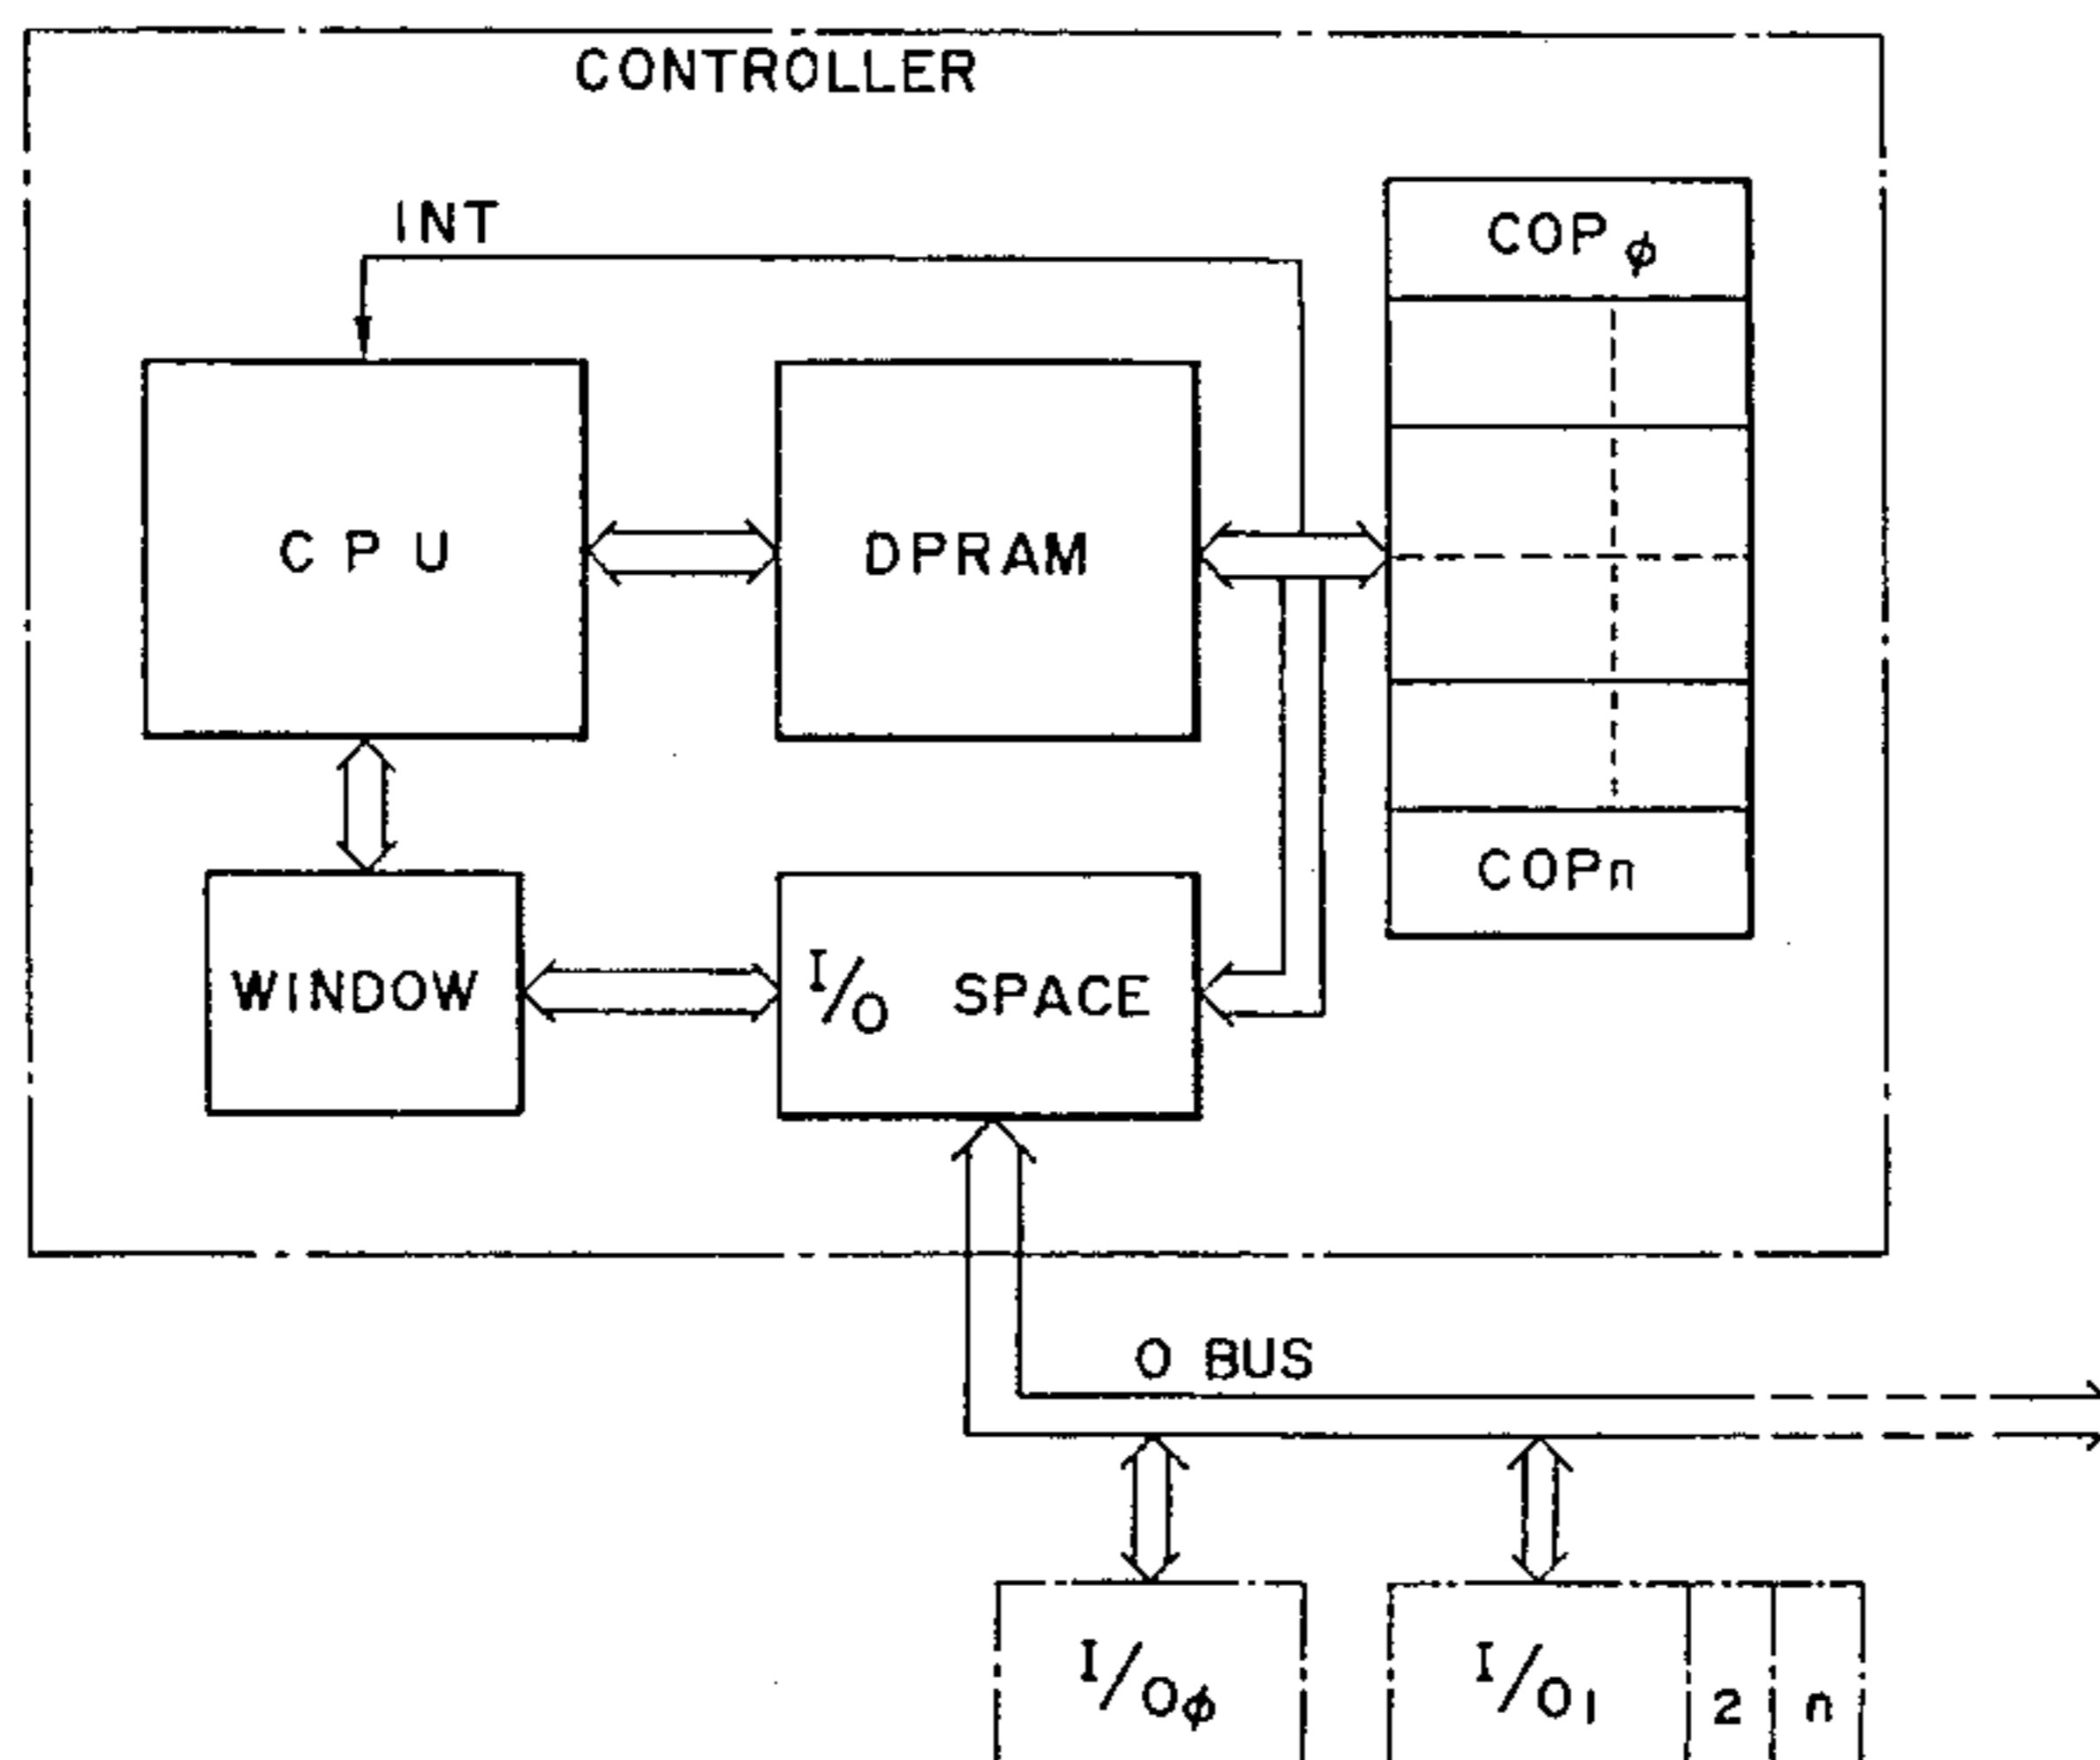 CONTROLLER
INT
COPϕ
CPU
DPRAM
COPn
WINDOW
I/O SPACE
O BUS
I/Oϕ
I/O1
2
n